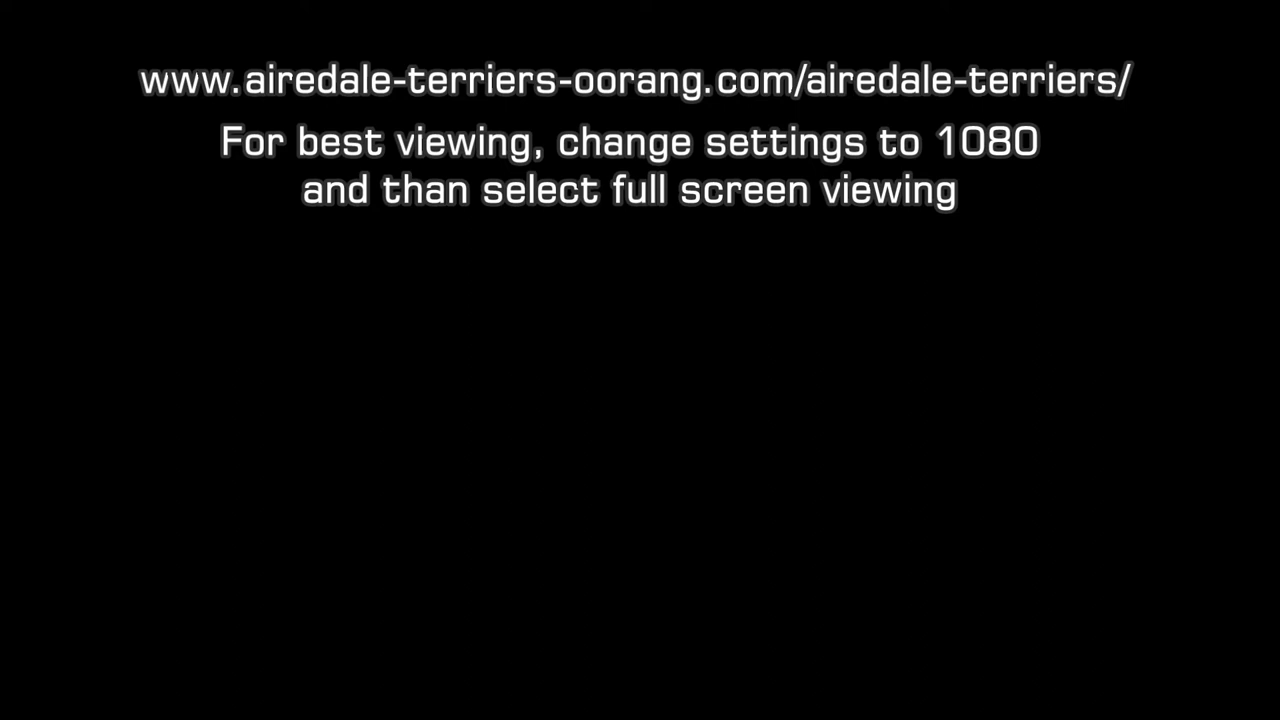 www.airedale-terriers-oorang.com/airedale-terriers/
For best viewing, change settings to 1080
and than select full screen viewing